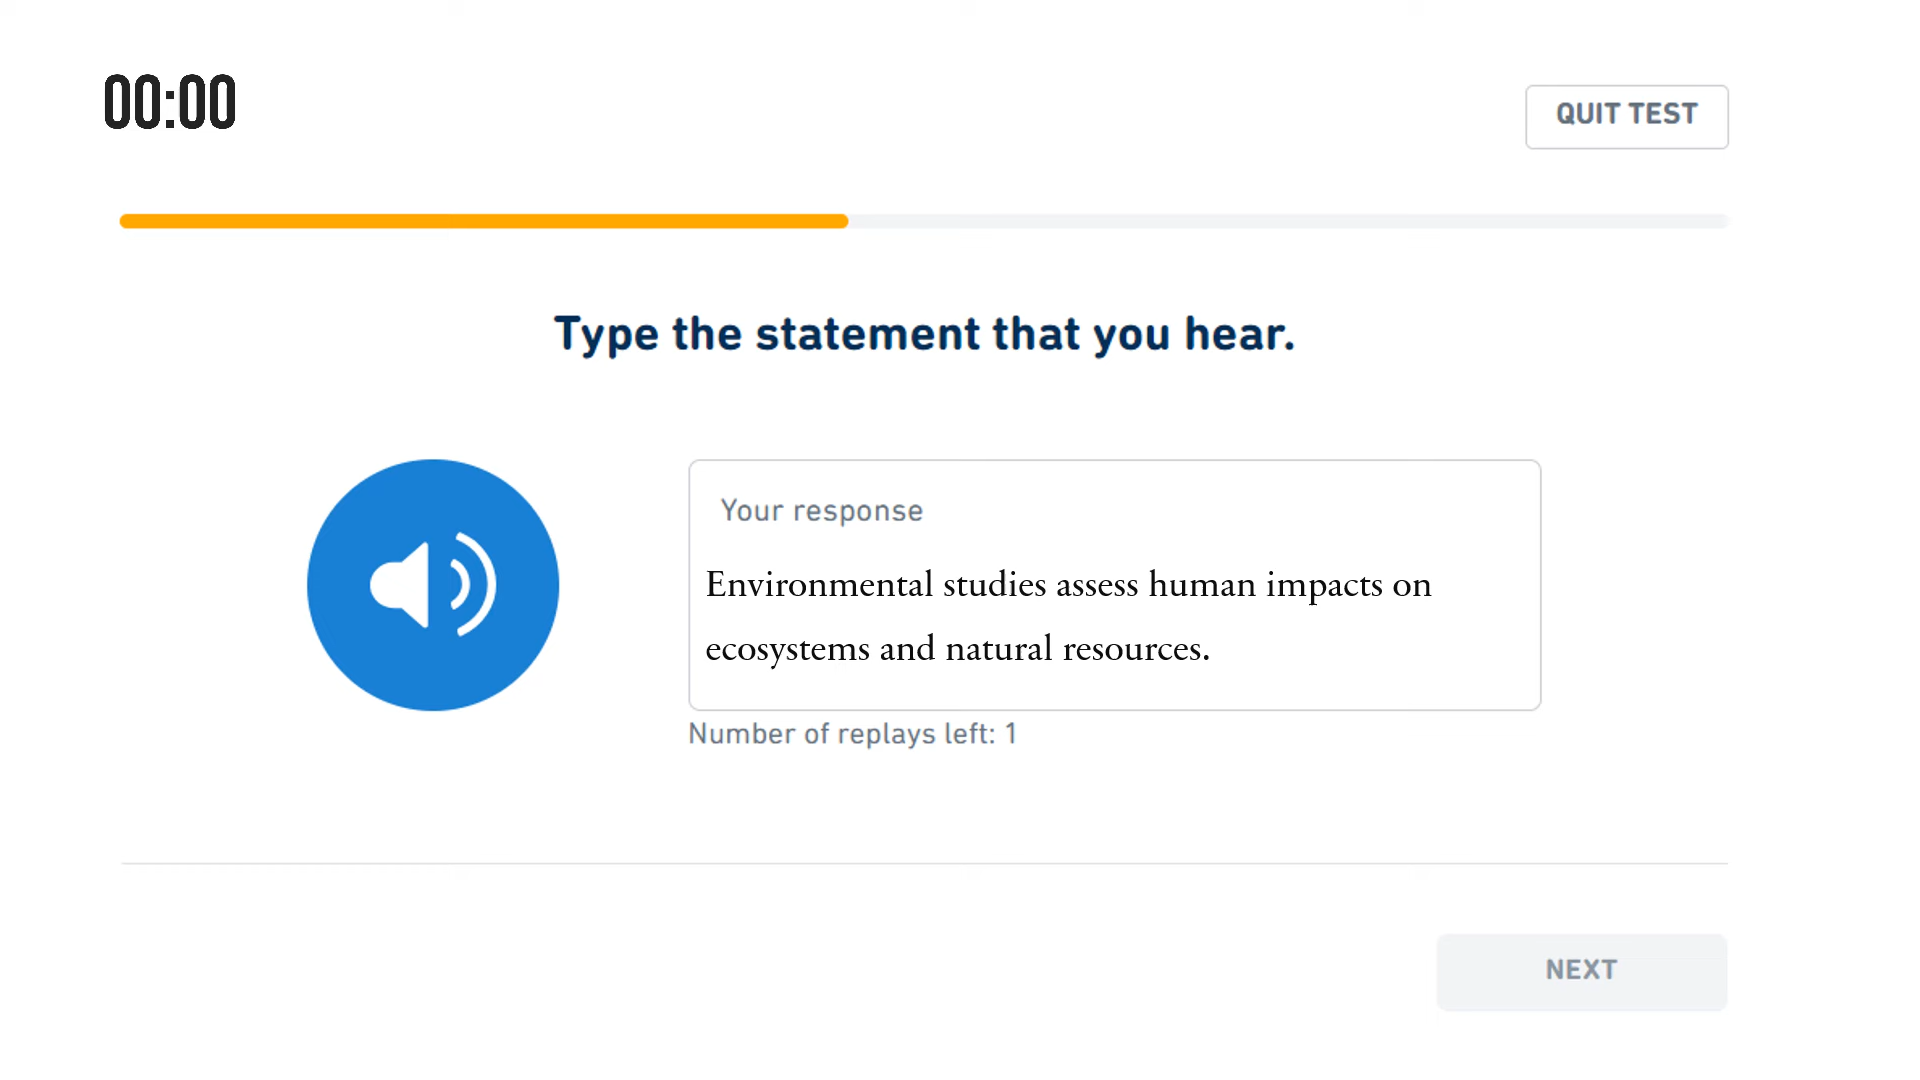 00:00
QUIT TEST
Type the statement that you hear.
Your response
Environmental studies assess human impacts on
ecosystems and natural resources.
Number of replays left: 1
NEXT